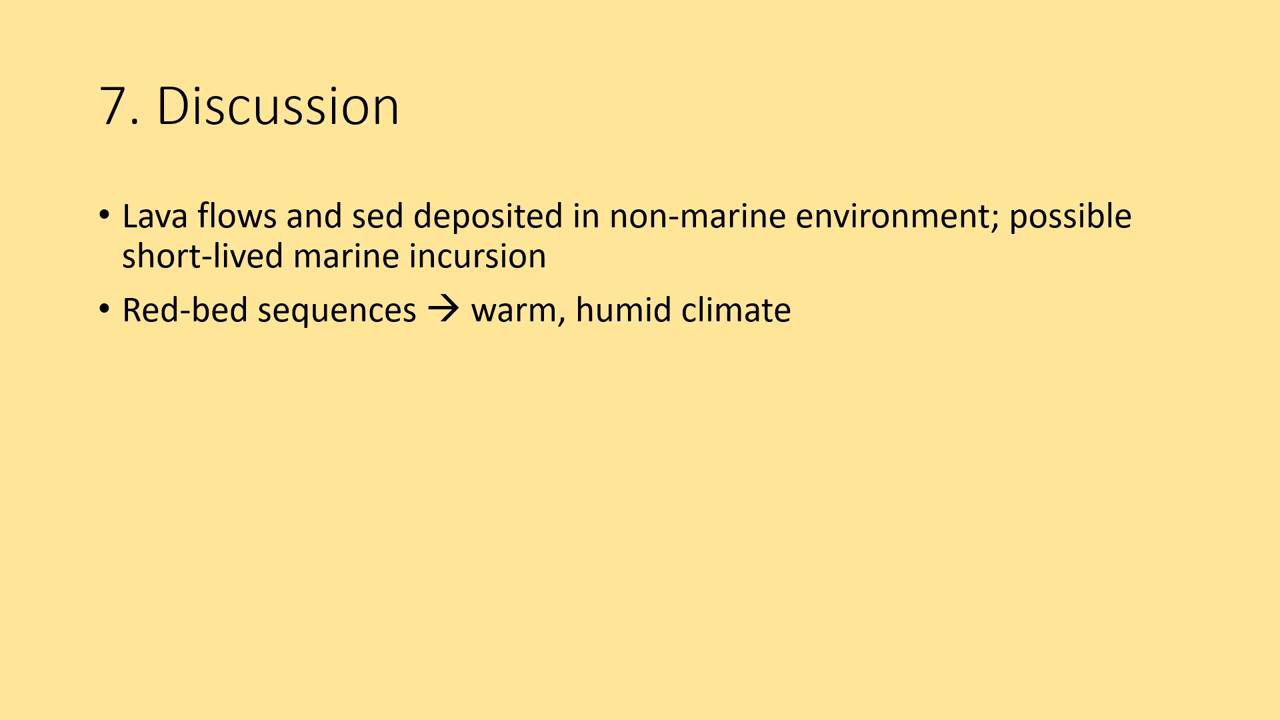 7. Discussion
• Lava flows and sed deposited in non-marine environment; possible
short-lived marine incursion
• Red-bed sequences → warm, humid climate